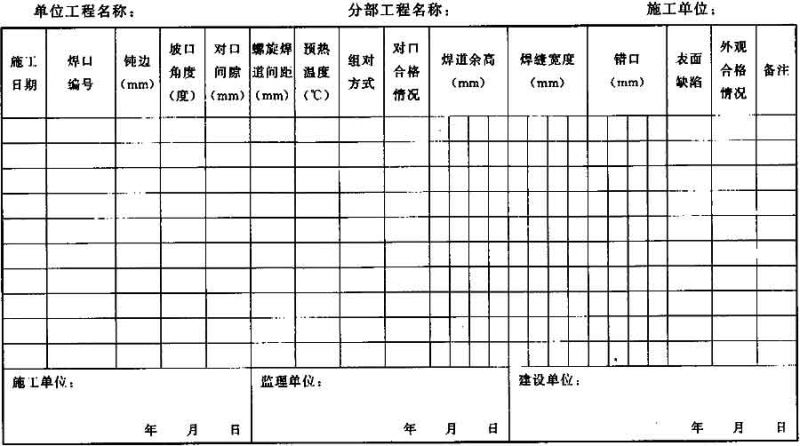 单位工程名称： 分部工程名称： 施工单位：
施工日期 焊口编号 钝边（mm） 坡口角度（度） 对口间隙（mm） 螺旋焊道间距（mm） 预热温度（℃） 组对方式 对口合格情况 焊道余高（mm） 焊缝宽度（mm） 错口（mm） 表面缺陷 外观合格情况 备注
施工单位： 监理单位： 建设单位：
年 月 日 年 月 日 年 月 日